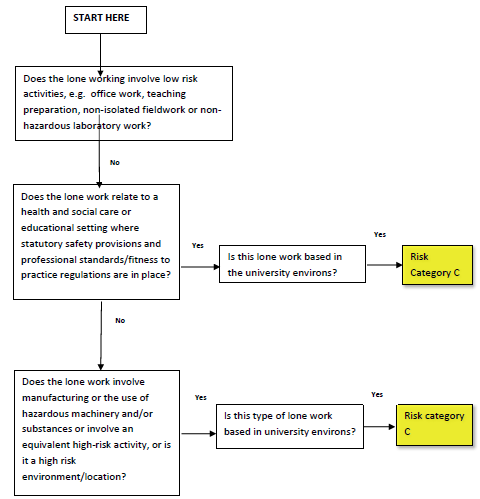 START HERE
Does the lone working involve low risk
activities, e.g. office work, teaching
preparation, non-isolated fieldwork or non-
hazardous laboratory work?
No
Does the lone work relate to a
health and social care or
educational setting where
statutory safety provisions and
professional standards/fitness to
practice regulations are in place?
Yes
Is this lone work based in
the university environs?
Yes
Risk
Category C
No
Does the lone work involve
manufacturing or the use of
hazardous machinery and/or
substances or involve an
equivalent high-risk activity, or is
it a high risk
environment/location?
Yes
Is this type of lone work
based in university environs?
Yes
Risk category
C